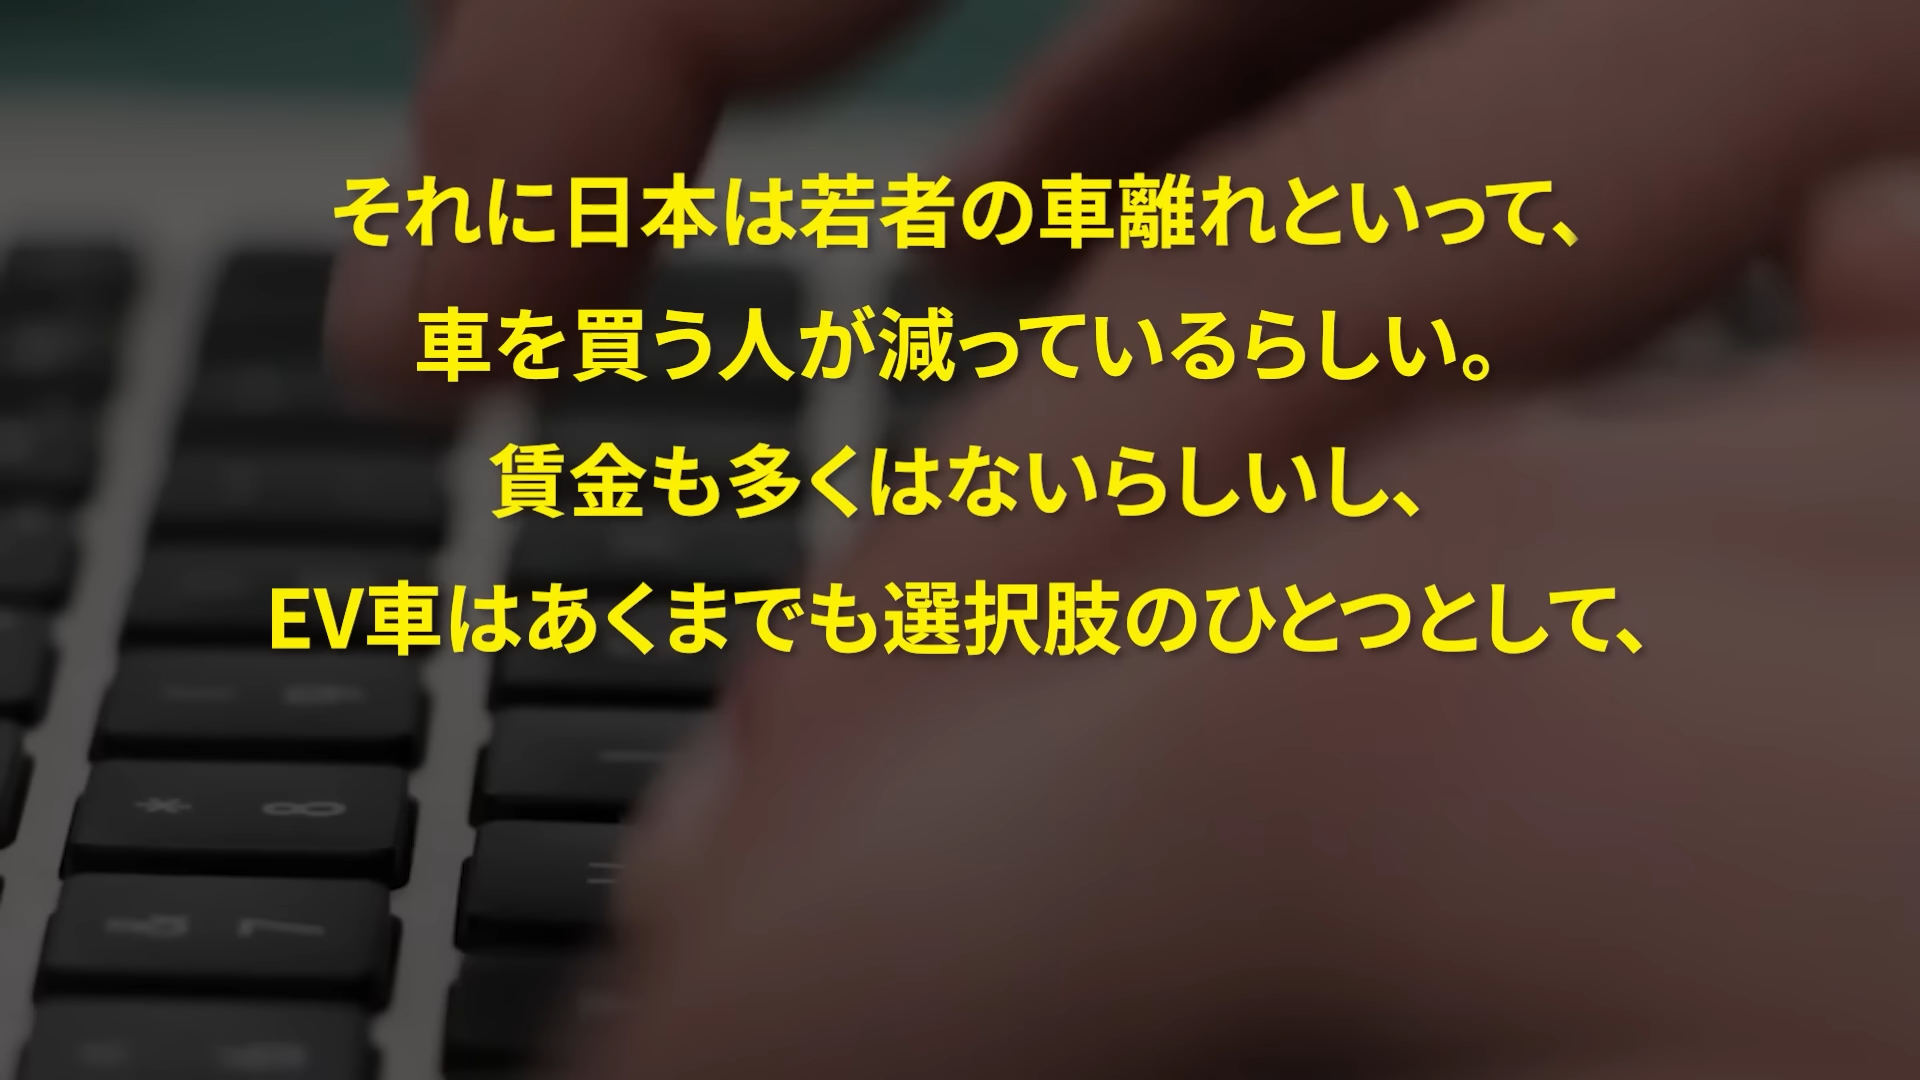 それに日本は若者の車離れといって、
車を買う人が減っているらしい。
賃金も多くはないらしいし、
EV車はあくまでも選択肢のひとつとして、